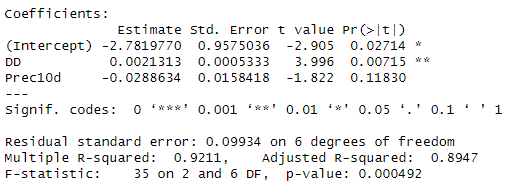 Coefficients:
              Estimate Std. Error t value Pr(>|t|)
(Intercept) -2.7819770  0.9575036  -2.905  0.02714 *
DD           0.0021313  0.0005333   3.996  0.00715 **
Prec10d     -0.0288634  0.0158418  -1.822  0.11830
---
Signif. codes:  0 ‘***’ 0.001 ‘**’ 0.01 ‘*’ 0.05 ‘.’ 0.1 ‘ ’ 1
Residual standard error: 0.09934 on 6 degrees of freedom
Multiple R-squared:  0.9211,    Adjusted R-squared:  0.8947
F-statistic:    35 on 2 and 6 DF,  p-value: 0.000492